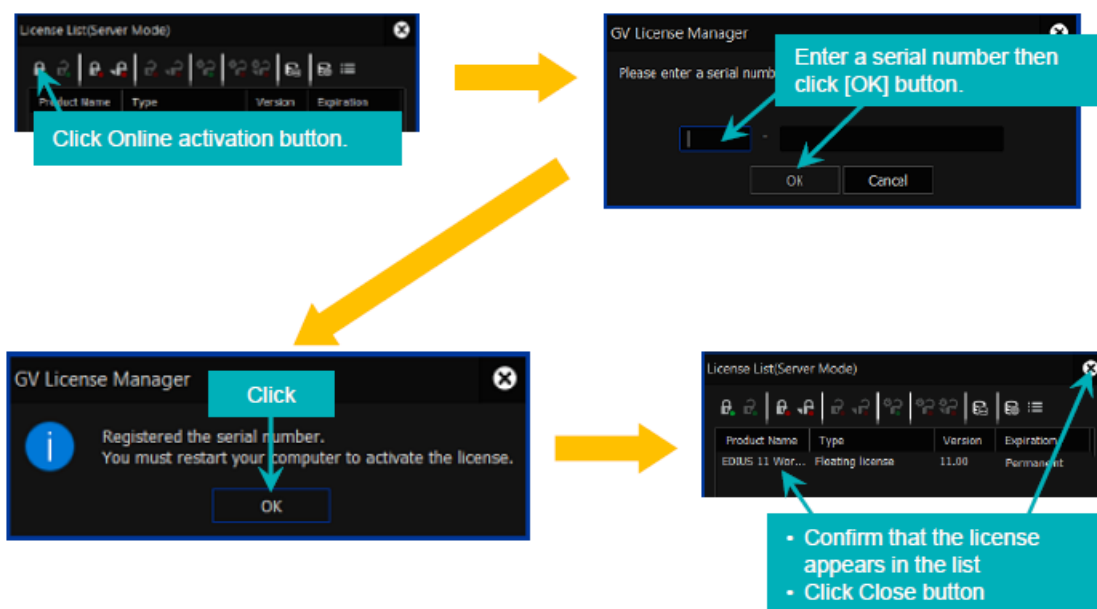 License List(Server Mode)
Product Name Type Version Expiration
Click Online activation button.
GV License Manager
Please enter a serial numb
Enter a serial number then
click [OK] button.
-
OK Cancel
GV License Manager
Click
Registered the serial number.
You must restart your computer to activate the license.
OK
License List(Server Mode)
Product Name Type Version Expiration
EDIUS 11 Wor... Floating license 11.00 Permanent
• Confirm that the license
appears in the list
• Click Close button